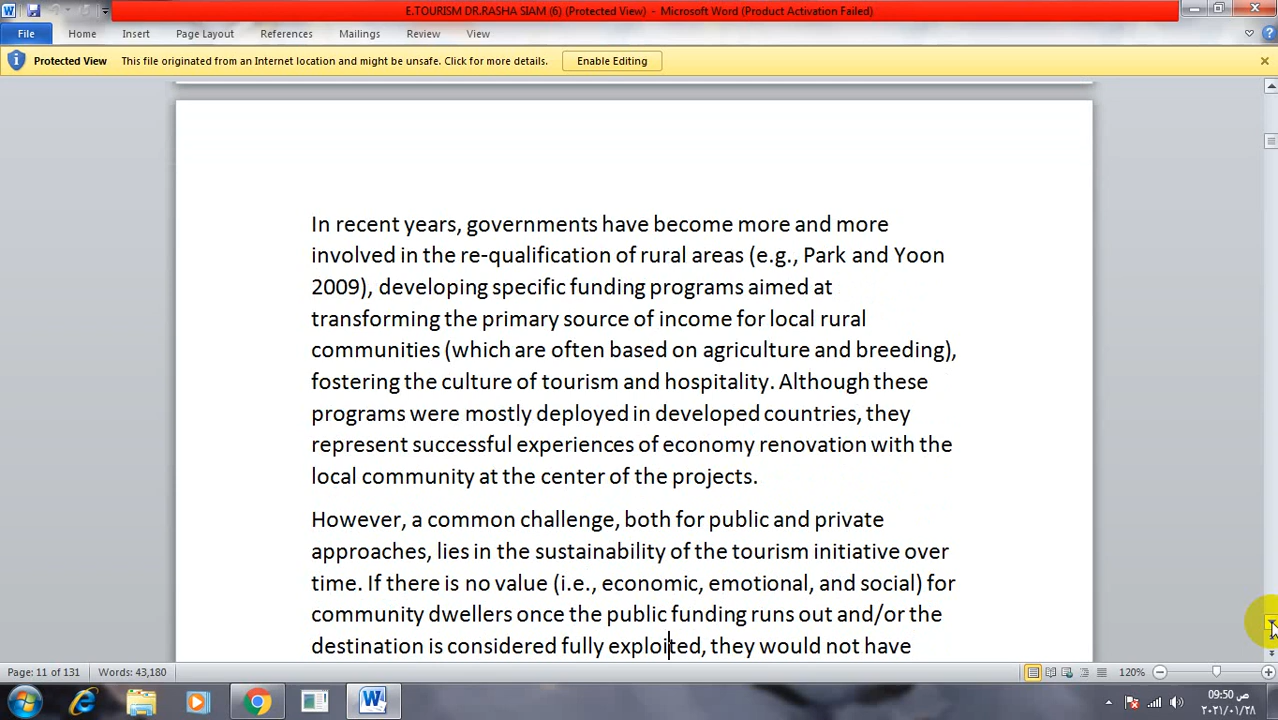 E.TOURISM DR.RASHA SIAM (6) (Protected View) - Microsoft Word (Product Activation Failed)
File Home Insert Page Layout References Mailings Review View
Protected View This file originated from an Internet location and might be unsafe. Click for more details. Enable Editing
In recent years, governments have become more and more
involved in the re-qualification of rural areas (e.g., Park and Yoon
2009), developing specific funding programs aimed at
transforming the primary source of income for local rural
communities (which are often based on agriculture and breeding),
fostering the culture of tourism and hospitality. Although these
programs were mostly deployed in developed countries, they
represent successful experiences of economy renovation with the
local community at the center of the projects.
However, a common challenge, both for public and private
approaches, lies in the sustainability of the tourism initiative over
time. If there is no value (i.e., economic, emotional, and social) for
community dwellers once the public funding runs out and/or the
destination is considered fully exploited, they would not have
Page: 11 of 131 Words: 43,180 120%
09:50 ص
٢٠٢١/٠١/٢٨